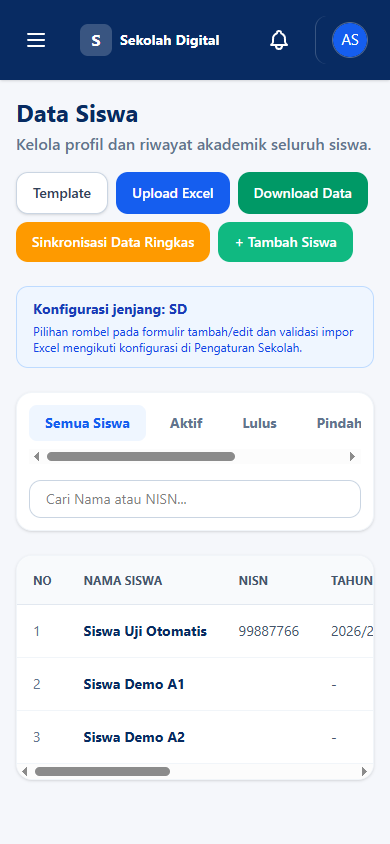 S Sekolah Digital AS
Data Siswa
Kelola profil dan riwayat akademik seluruh siswa.
Template Upload Excel Download Data
Sinkronisasi Data Ringkas + Tambah Siswa
Konfigurasi jenjang: SD
Pilihan rombel pada formulir tambah/edit dan validasi impor
Excel mengikuti konfigurasi di Pengaturan Sekolah.
Semua Siswa Aktif Lulus Pindah
Cari Nama atau NISN...
NO NAMA SISWA NISN TAHUN
1 Siswa Uji Otomatis 99887766 2026/2
2 Siswa Demo A1 -
3 Siswa Demo A2 -